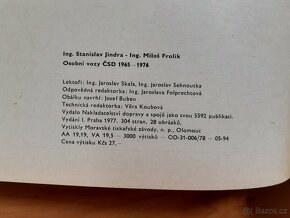 Ing. Stanislav Jindra - Ing. Miloš Frolík
Osobní vozy ČSD 1965 - 1976
Lektoři: Ing. Jaroslav Skala, Ing. Jaroslav Sehnoutka
Odpovědná redaktorka: Ing. Jaroslava Folprechtová
Obálku navrhl: Josef Buben
Technická redaktorka: Věra Koubová
Vydalo Nakladatelství dopravy a spojů jako svou 5592 publikaci.
Vydání I. Praha 1977. 304 stran, 28 obrázků.
Vytiskly Moravské tiskařské závody, n. p., Olomouc
AA 19,19 VA 19,5 - 3000 výtisků - OD-31-006/78 - 05-94
Cena výtisku Kčs 27,-
Bazos.cz